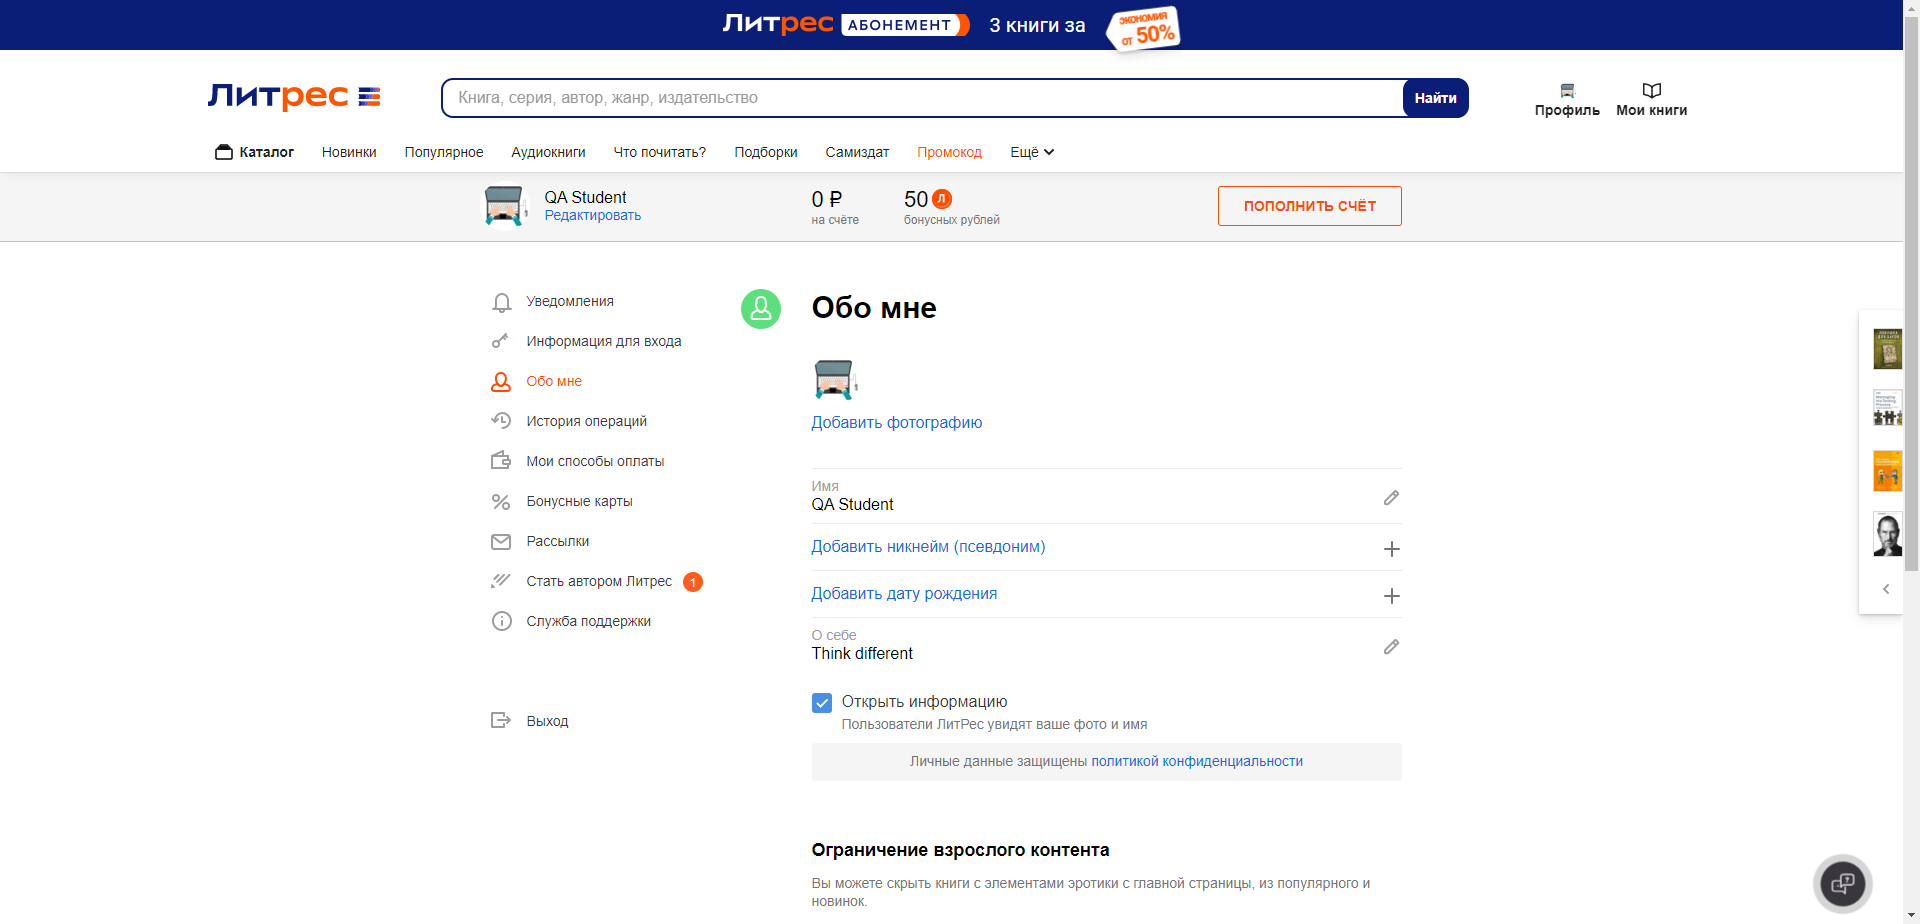 Литрес АБОНЕМЕНТ 3 книги за ЭКОНОМИЯ от 50%
Литрес
Книга, серия, автор, жанр, издательство
Найти
Профиль
Мои книги
Каталог Новинки Популярное Аудиокниги Что почитать? Подборки Самиздат Промокод Ещё
QA Student
Редактировать
0 ₽
на счёте
50 Л
бонусных рублей
ПОПОЛНИТЬ СЧЁТ
Уведомления
Информация для входа
Обо мне
История операций
Мои способы оплаты
Бонусные карты
Рассылки
Стать автором Литрес 1
Служба поддержки
Выход
Обо мне
Добавить фотографию
Имя
QA Student
Добавить никнейм (псевдоним)
Добавить дату рождения
О себе
Think different
Открыть информацию
Пользователи ЛитРес увидят ваше фото и имя
Личные данные защищены политикой конфиденциальности
Ограничение взрослого контента
Вы можете скрыть книги с элементами эротики с главной страницы, из популярного и
новинок.